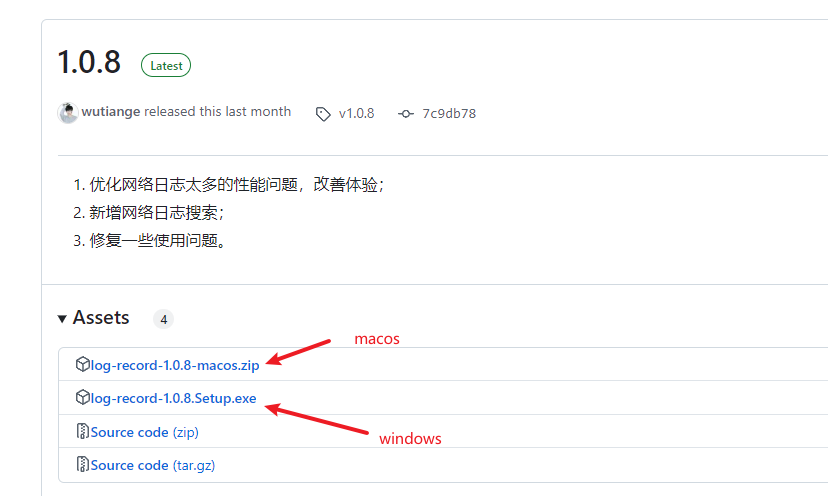 1.0.8 Latest
wutiange released this last month v1.0.8 7c9db78
1. 优化网络日志太多的性能问题，改善体验；
2. 新增网络日志搜索；
3. 修复一些使用问题。
Assets 4
macos
log-record-1.0.8-macos.zip
log-record-1.0.8.Setup.exe
Source code (zip)
windows
Source code (tar.gz)